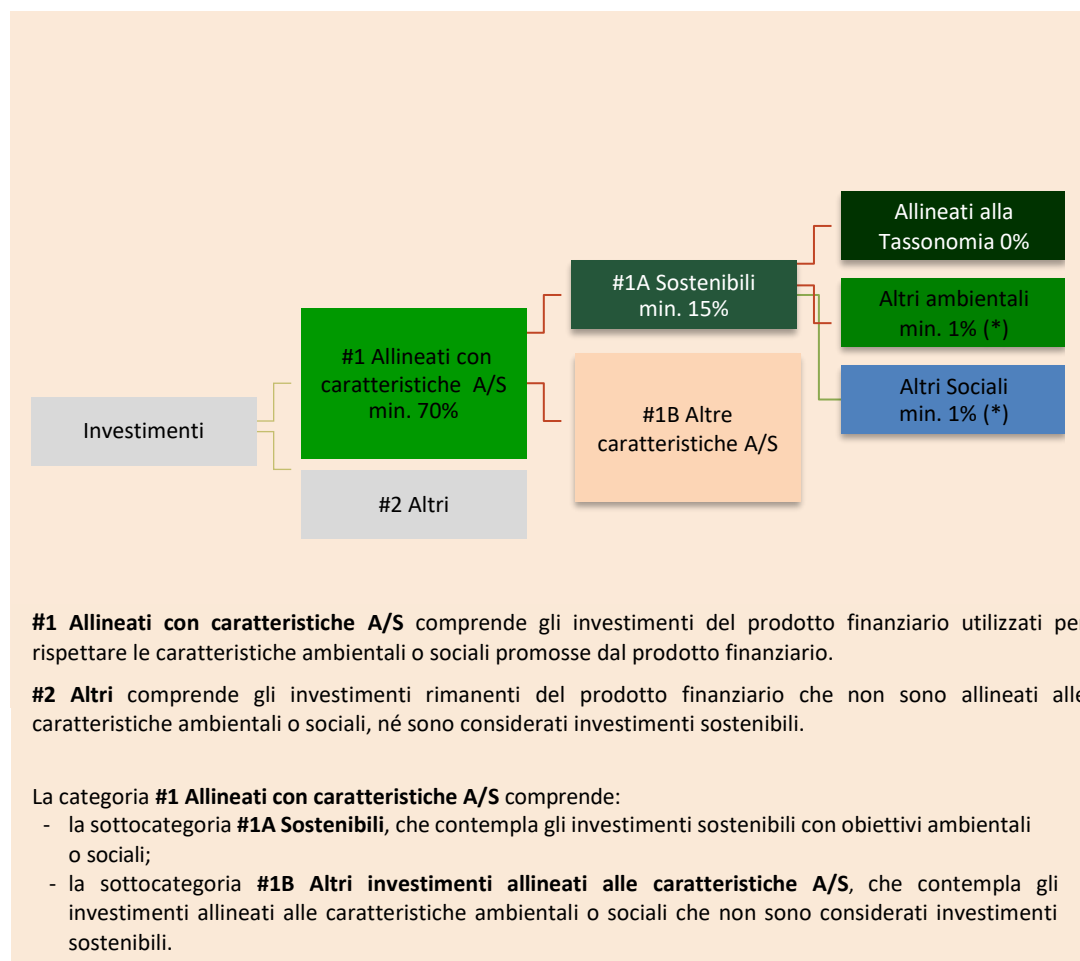 Allineati alla
Tassonomia 0%
#1A Sostenibili
min. 15%
Altri ambientali
min. 1% (*)
#1 Allineati con
caratteristiche A/S
min. 70%
Altri Sociali
min. 1% (*)
Investimenti
#1B Altre
caratteristiche A/S
#2 Altri
#1 Allineati con caratteristiche A/S comprende gli investimenti del prodotto finanziario utilizzati per
rispettare le caratteristiche ambientali o sociali promosse dal prodotto finanziario.
#2 Altri comprende gli investimenti rimanenti del prodotto finanziario che non sono allineati alle
caratteristiche ambientali o sociali, né sono considerati investimenti sostenibili.
La categoria #1 Allineati con caratteristiche A/S comprende:
- la sottocategoria #1A Sostenibili, che contempla gli investimenti sostenibili con obiettivi ambientali
o sociali;
- la sottocategoria #1B Altri investimenti allineati alle caratteristiche A/S, che contempla gli
investimenti allineati alle caratteristiche ambientali o sociali che non sono considerati investimenti
sostenibili.